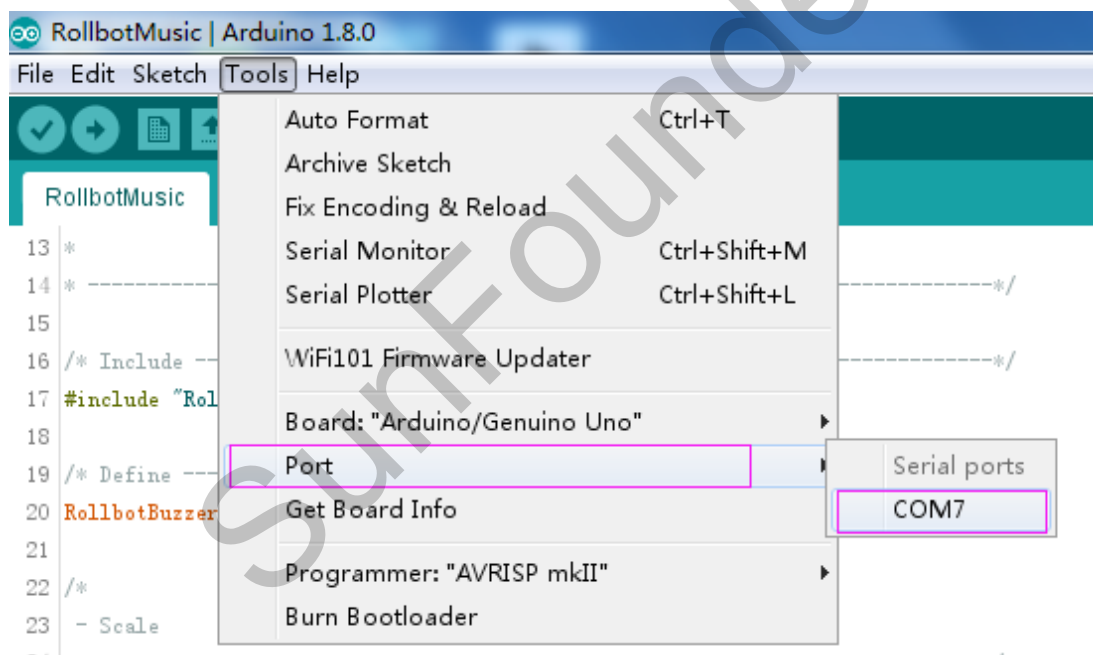 RollbotMusic | Arduino 1.8.0
File Edit Sketch Tools Help
Auto Format Ctrl+T
Archive Sketch
RollbotMusic
Fix Encoding & Reload
13 *
Serial Monitor Ctrl+Shift+M
14 * ----------- -------------*/
Serial Plotter Ctrl+Shift+L
15
16 /* Include -- -------------*/
WiFi101 Firmware Updater
17 #include "Rol
18
Board: "Arduino/Genuino Uno"
19 /* Define ---
Port
Serial ports
20 RollbotBuzzer
Get Board Info
COM7
21
22 /*
Programmer: "AVRISP mkII"
23 - Scale
Burn Bootloader
SunFounde